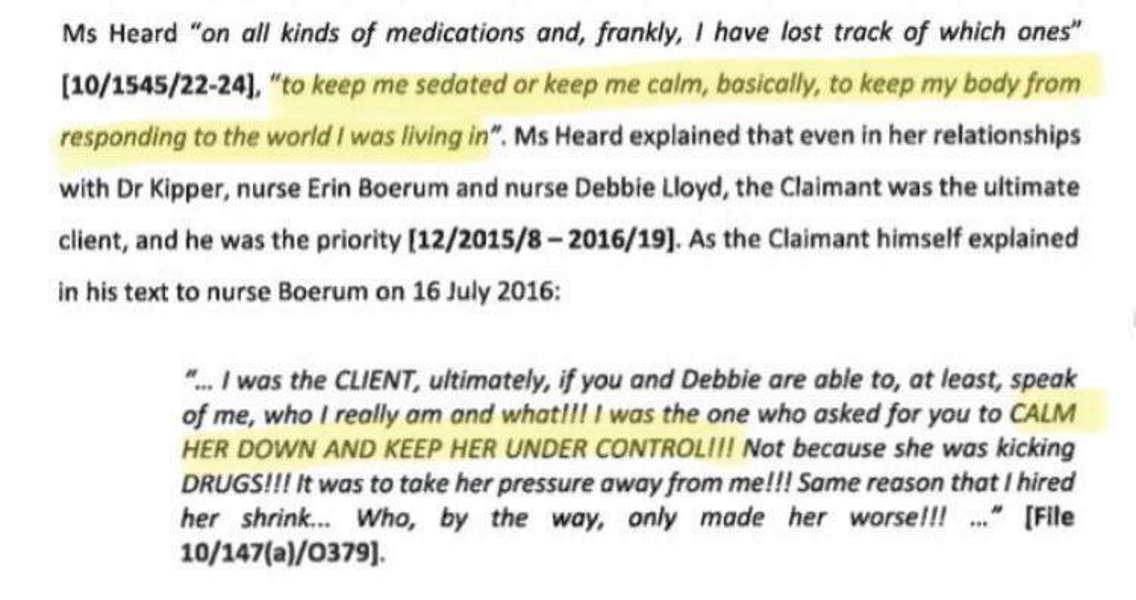 Ms Heard “on all kinds of medications and, frankly, I have lost track of which ones”
[10/1545/22-24], “to keep me sedated or keep me calm, basically, to keep my body from
responding to the world I was living in”. Ms Heard explained that even in her relationships
with Dr Kipper, nurse Erin Boerum and nurse Debbie Lloyd, the Claimant was the ultimate
client, and he was the priority [12/2015/8 – 2016/19]. As the Claimant himself explained
in his text to nurse Boerum on 16 July 2016:
“... I was the CLIENT, ultimately, if you and Debbie are able to, at least, speak
of me, who I really am and what!!! I was the one who asked for you to CALM
HER DOWN AND KEEP HER UNDER CONTROL!!! Not because she was kicking
DRUGS!!! It was to take her pressure away from me!!! Same reason that I hired
her shrink... Who, by the way, only made her worse!!! ...” [File
10/147(a)/O379].